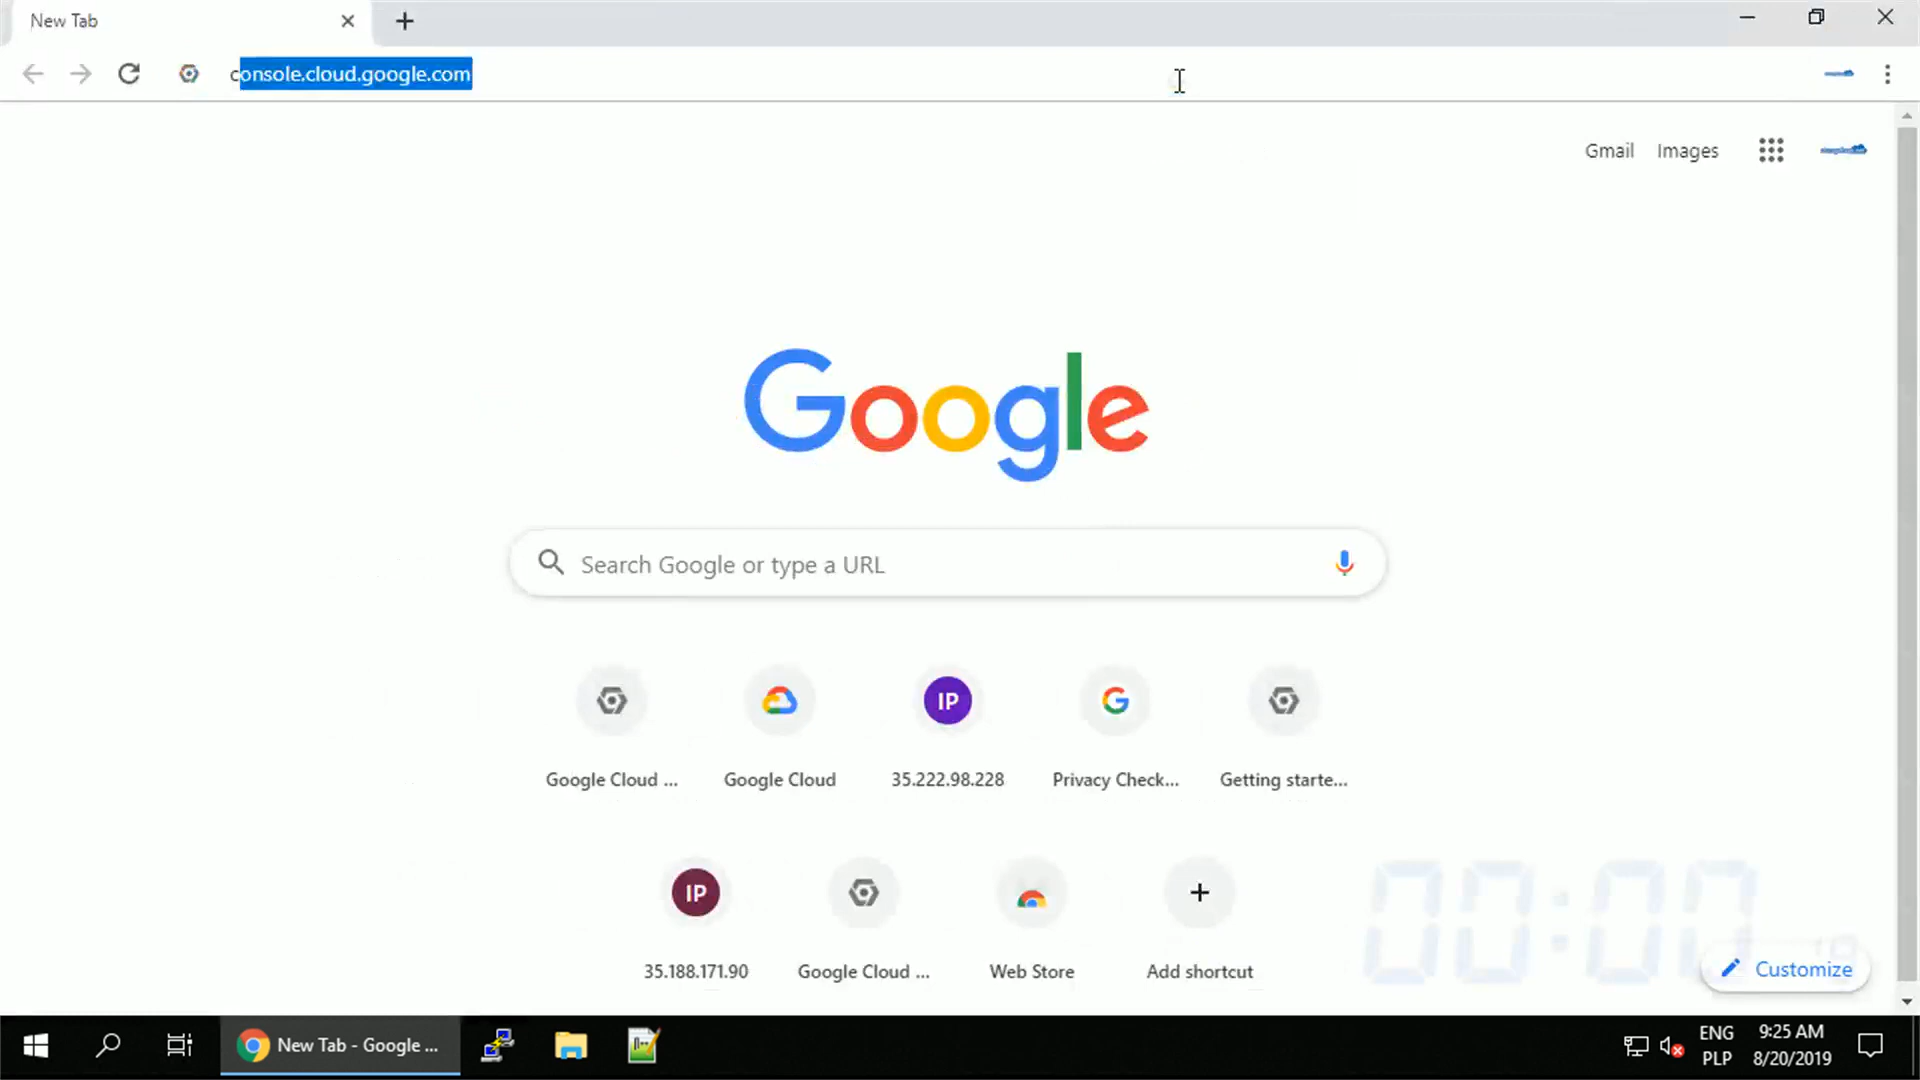 New Tab
console.cloud.google.com
Gmail Images
Google
Search Google or type a URL
IP
Google Cloud ... Google Cloud 35.222.98.228 Privacy Check... Getting starte...
IP
35.188.171.90 Google Cloud ... Web Store Add shortcut
00:00
Customize
New Tab - Google ...
ENG 9:25 AM
PLP 8/20/2019